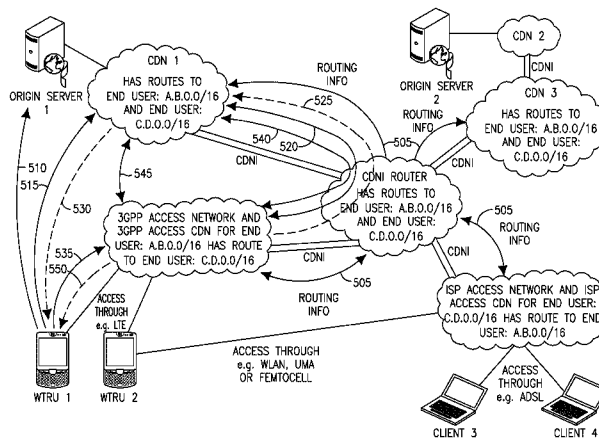 ORIGIN SERVER
1
CDN 1
HAS ROUTES TO
END USER: A.B.0.0/16
AND END USER:
C.D.0.0/16
ROUTING
INFO
525
540
520
CDNI
ORIGIN SERVER
2
CDN 2
CDNI
CDN 3
HAS ROUTES TO
END USER: A.B.0.0/16
AND END USER:
C.D.0.0/16
ROUTING
INFO
505
CDNI
CDNI ROUTER
HAS ROUTES TO
END USER: A.B.0.0/16
AND END USER:
C.D.0.0/16
510
515
530
545
3GPP ACCESS NETWORK AND
3GPP ACCESS CDN FOR END
USER: A.B.0.0/16 HAS ROUTE
TO END USER: C.D.0.0/16
535
550
CDNI
505
ROUTING
INFO
505
ROUTING
INFO
CDNI
ISP ACCESS NETWORK AND ISP
ACCESS CDN FOR END USER:
C.D.0.0/16 HAS ROUTE TO END
USER: A.B.0.0/16
ACCESS
THROUGH
e.g. LTE
WTRU 1
WTRU 2
ACCESS THROUGH
e.g. WLAN, UMA
OR FEMTOCELL
ACCESS
THROUGH
e.g. ADSL
CLIENT 3
CLIENT 4